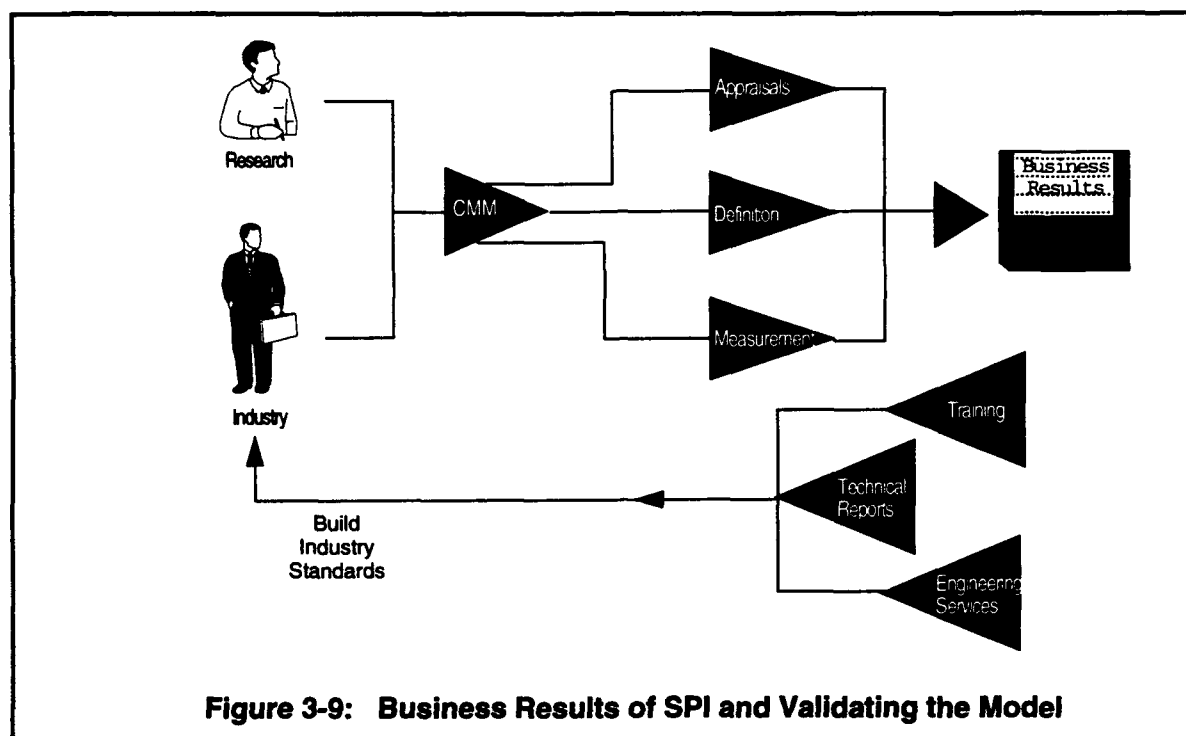 Research
Industry
CMM
Appraisals
Definition
Measurement
Business
Results
Training
Technical
Reports
Engineering
Services
Build
Industry
Standards
Figure 3-9: Business Results of SPI and Validating the Model